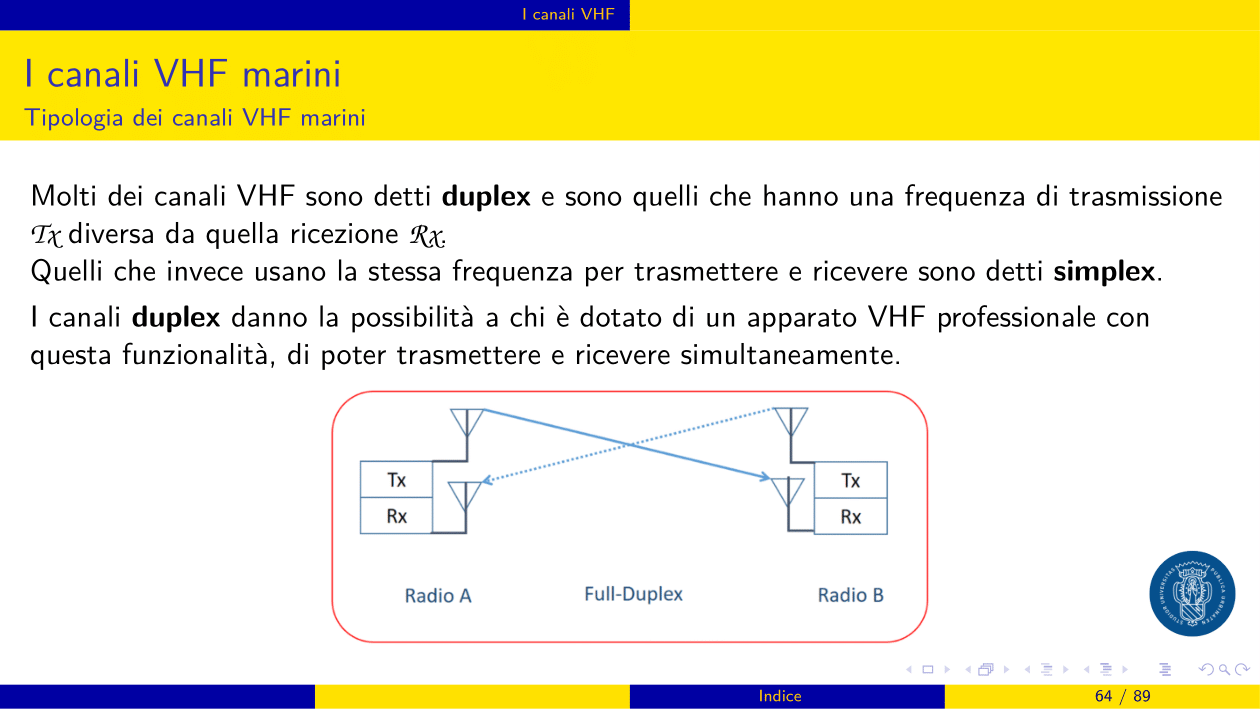 I canali VHF
I canali VHF marini
Tipologia dei canali VHF marini
Molti dei canali VHF sono detti duplex e sono quelli che hanno una frequenza di trasmissione
Tx diversa da quella ricezione Rx.
Quelli che invece usano la stessa frequenza per trasmettere e ricevere sono detti simplex.
I canali duplex danno la possibilità a chi è dotato di un apparato VHF professionale con
questa funzionalità, di poter trasmettere e ricevere simultaneamente.
Tx
Rx
Tx
Rx
Radio A
Full-Duplex
Radio B
Indice
64 / 89